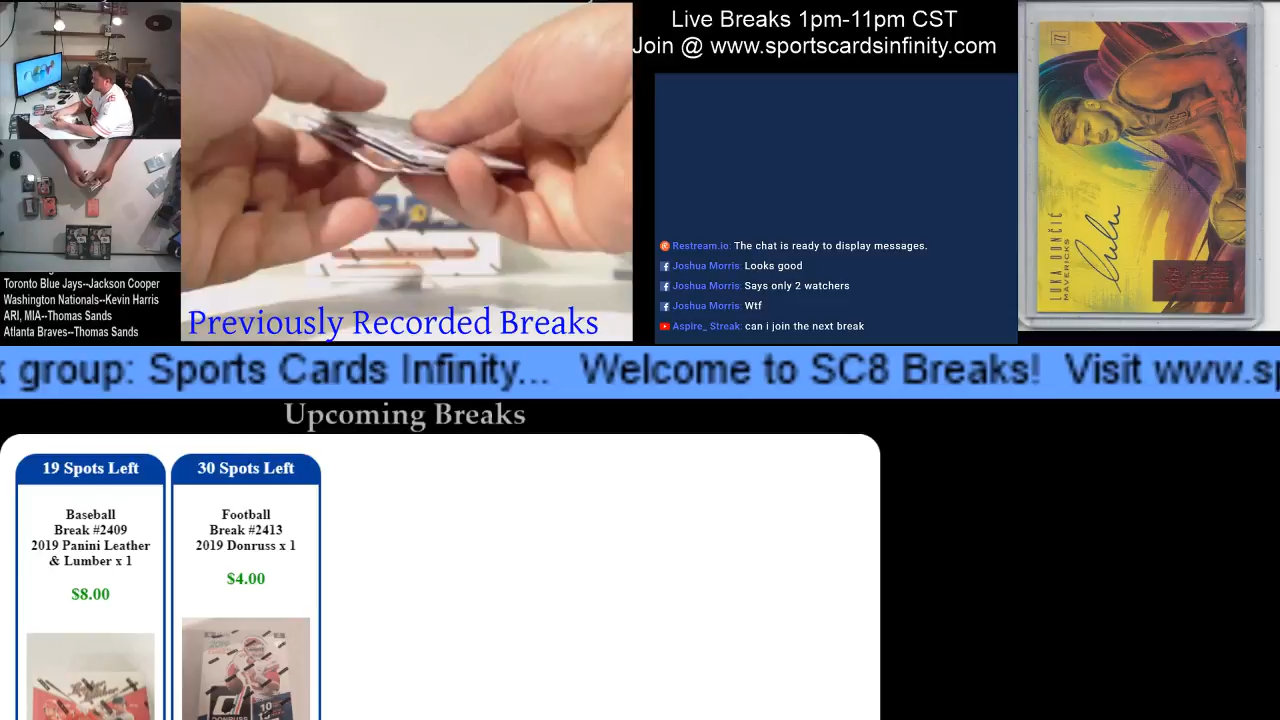 Live Breaks 1pm-11pm CST
Join @ www.sportscardsinfinity.com
Restream.io: The chat is ready to display messages.
Joshua Morris: Looks good
Joshua Morris: Says only 2 watchers
Joshua Morris: Wtf
Aspire_ Streak: can i join the next break
LUKA DONČIĆ
MAVERICKS
Toronto Blue Jays--Jackson Cooper
Washington Nationals--Kevin Harris
ARI, MIA--Thomas Sands
Atlanta Braves--Thomas Sands
Previously Recorded Breaks
group: Sports Cards Infinity... Welcome to SC8 Breaks! Visit www.sp
Upcoming Breaks
19 Spots Left
Baseball
Break #2409
2019 Panini Leather
& Lumber x 1
$8.00
30 Spots Left
Football
Break #2413
2019 Donruss x 1
$4.00
DONRUSS